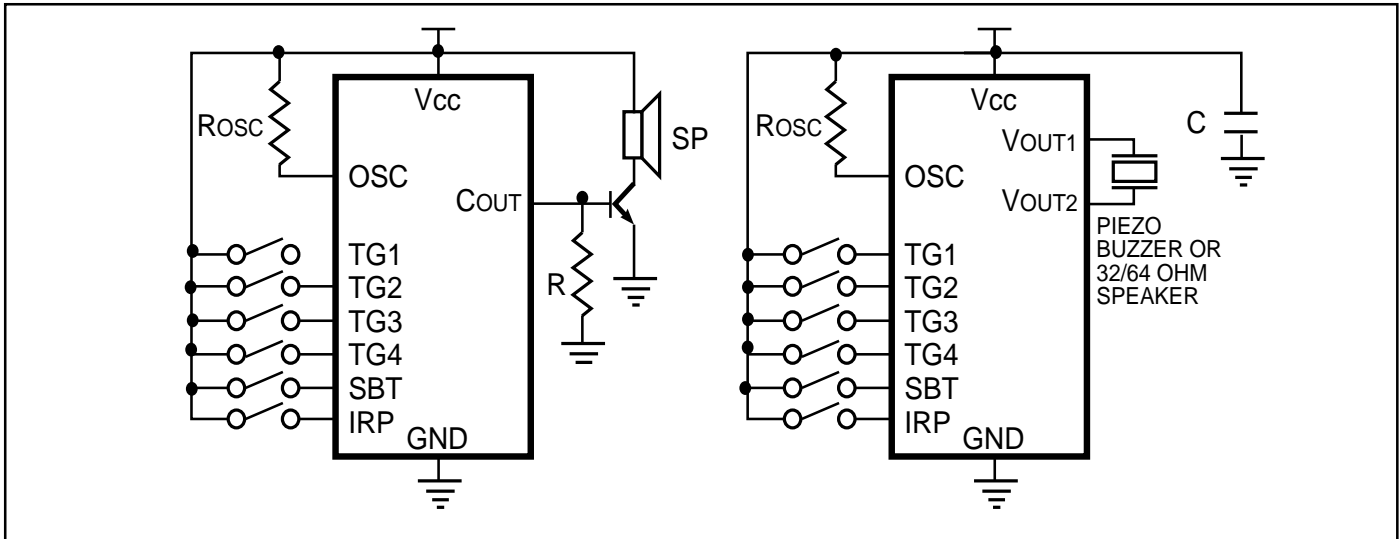 Vcc
ROSC
OSC
SP
COUT
TG1
TG2
R
TG3
TG4
SBT
IRP
GND
Vcc
ROSC
C
VOUT1
OSC
VOUT2
PIEZO
BUZZER OR
32/64 OHM
SPEAKER
TG1
TG2
TG3
TG4
SBT
IRP
GND